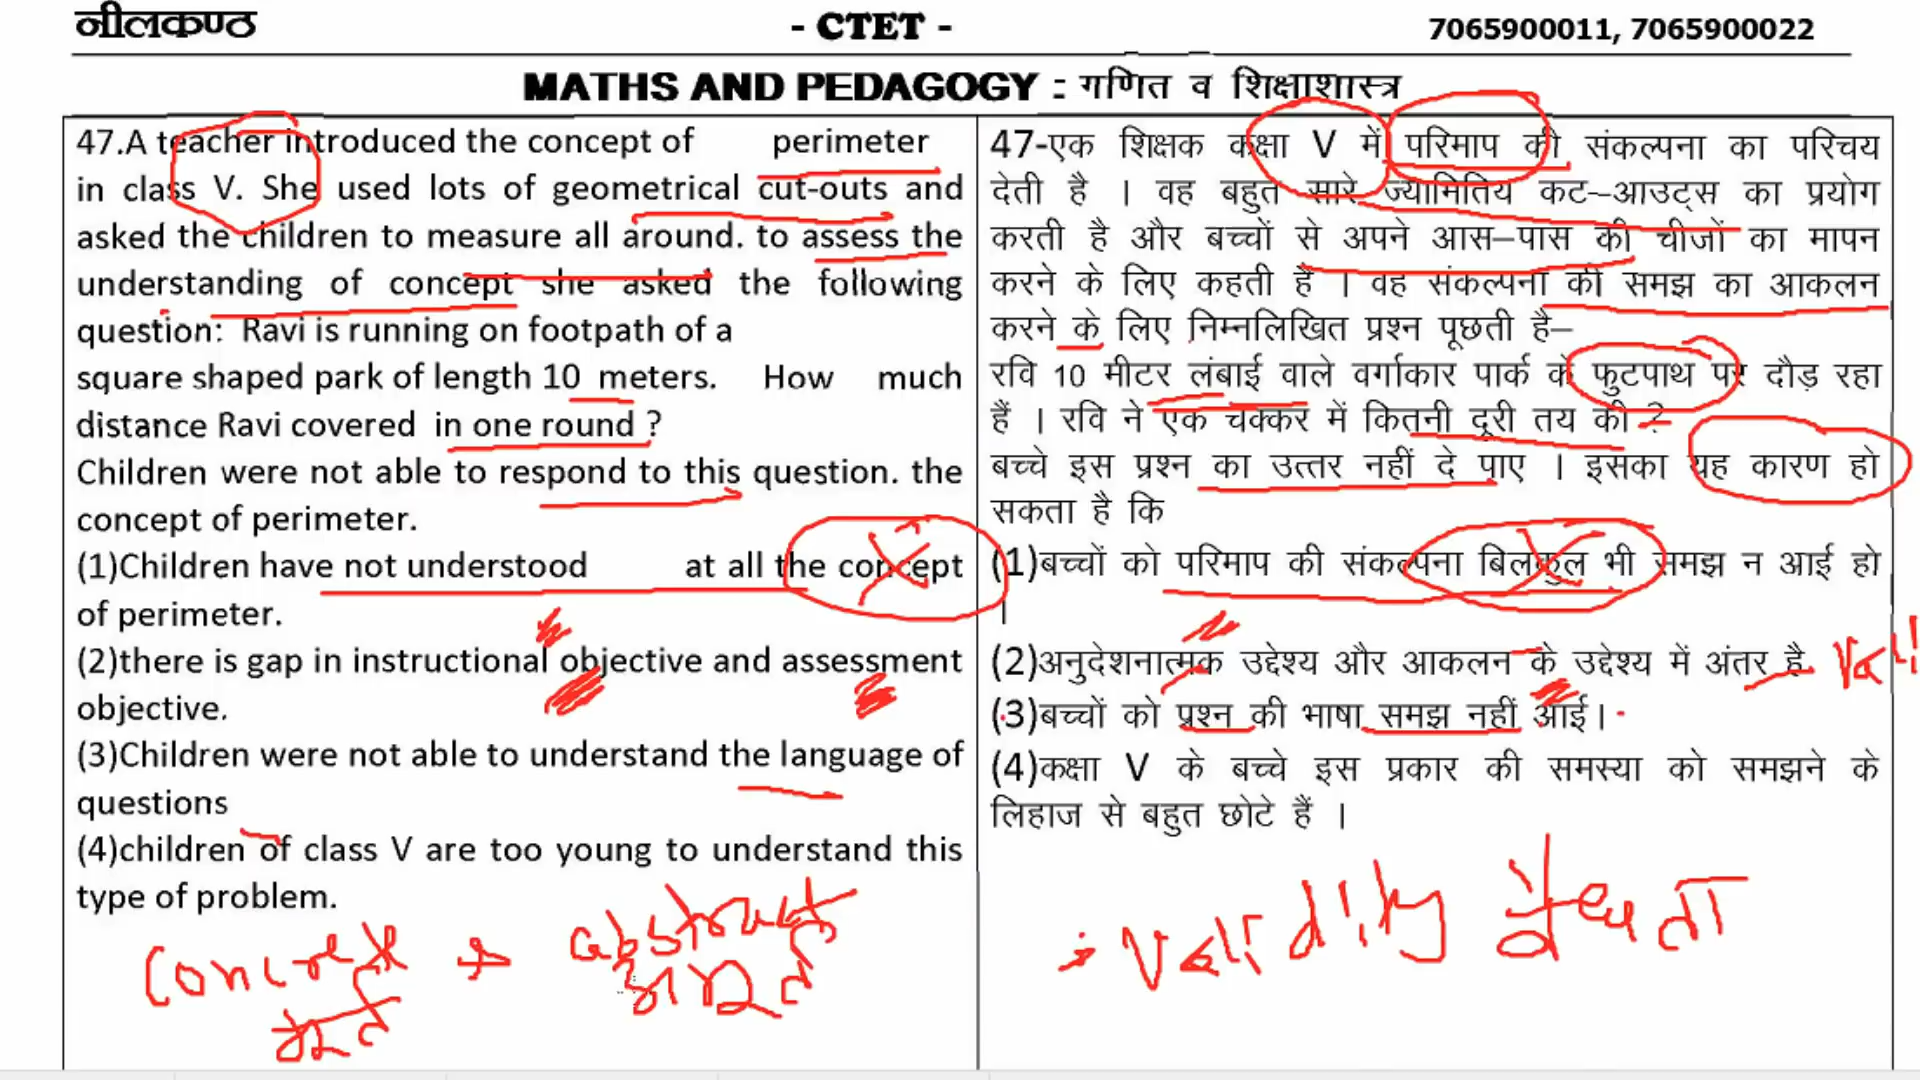 नीलकण्ठ
- CTET -
7065900011, 7065900022
MATHS AND PEDAGOGY : गणित व शिक्षाशास्त्र
47.A teacher introduced the concept of perimeter
in class V. She used lots of geometrical cut-outs and
asked the children to measure all around. to assess the
understanding of concept she asked the following
question: Ravi is running on footpath of a
square shaped park of length 10 meters. How much
distance Ravi covered in one round ?
Children were not able to respond to this question. the
concept of perimeter.
(1)Children have not understood at all the concept
of perimeter.
(2)there is gap in instructional objective and assessment
objective.
(3)Children were not able to understand the language of
questions
(4)children of class V are too young to understand this
type of problem.
concrete
abstract
मूर्त
47-एक शिक्षक कक्षा V में परिमाप की संकल्पना का परिचय
देती है । वह बहुत सारे ज्यामितिय कट–आउट्स का प्रयोग
करती है और बच्चों से अपने आस–पास की चीजों का मापन
करने के लिए कहती है । वह संकल्पना की समझ का आकलन
करने के लिए निम्नलिखित प्रश्न पूछती है–
रवि 10 मीटर लंबाई वाले वर्गाकार पार्क के फुटपाथ पर दौड़ रहा
हैं । रवि ने एक चक्कर में कितनी दूरी तय की ?
बच्चे इस प्रश्न का उत्तर नहीं दे पाए । इसका यह कारण हो
सकता है कि
(1)बच्चों को परिमाप की संकल्पना बिलकुल भी समझ न आई हो
।
(2)अनुदेशनात्मक उद्देश्य और आकलन के उद्देश्य में अंतर है
(3)बच्चों को प्रश्न की भाषा समझ नहीं आई।
(4)कक्षा V के बच्चे इस प्रकार की समस्या को समझने के
लिहाज से बहुत छोटे हैं ।
Validity वैधता